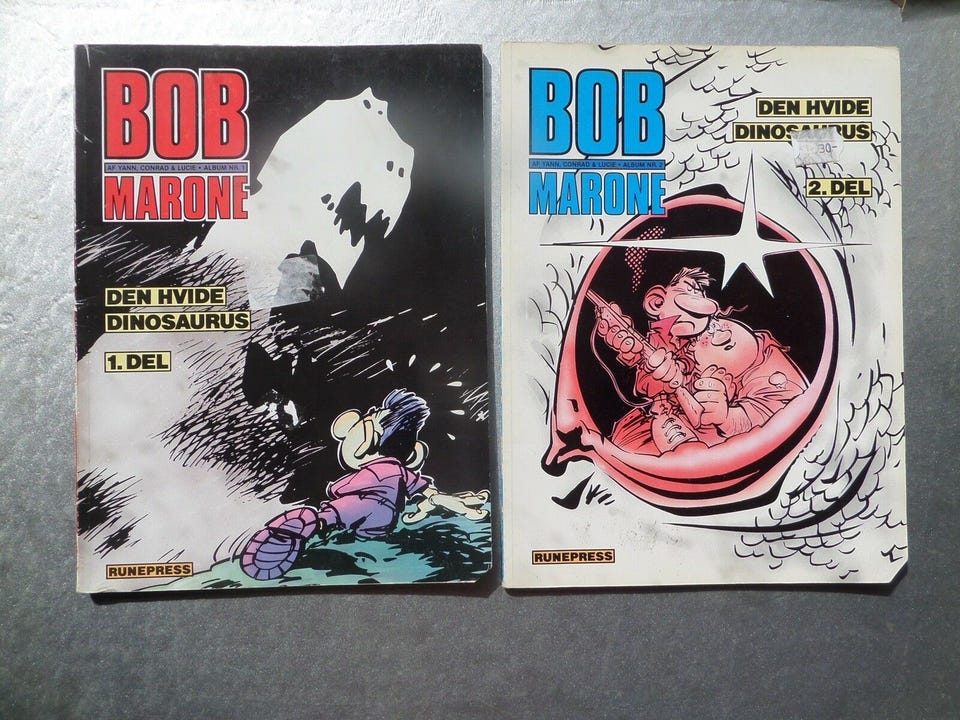 BOB
AF YANN, CONRAD & LUCIE • ALBUM NR. 1
MARONE
DEN HVIDE
DINOSAURUS
1. DEL
RUNEPRESS
BOB
AF YANN, CONRAD & LUCIE • ALBUM NR. 2
MARONE
DEN HVIDE
DINOSAURUS
30-
2. DEL
RUNEPRESS